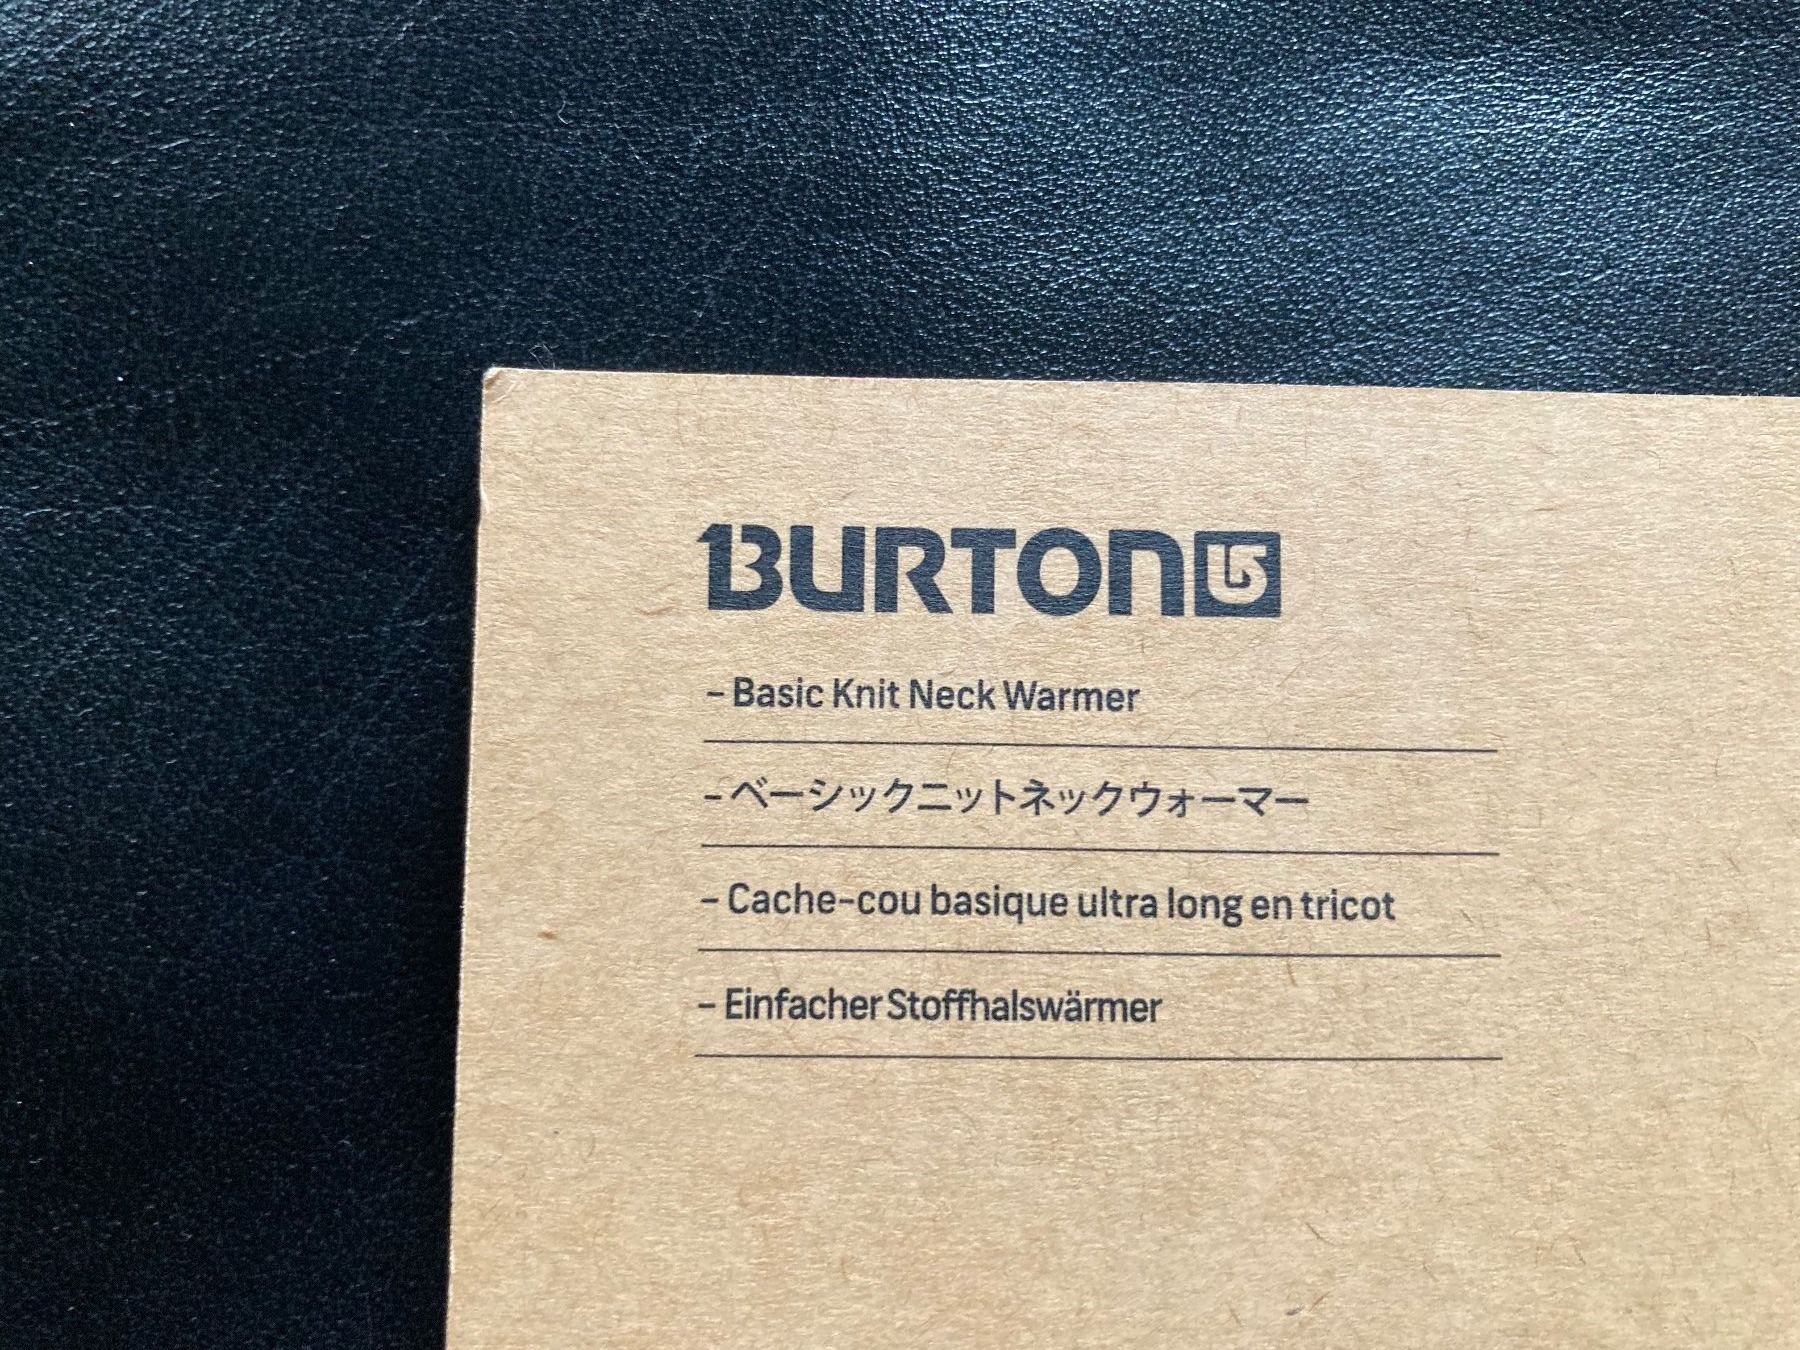 BURTON
- Basic Knit Neck Warmer
- ベーシックニットネックウォーマー
- Cache-cou basique ultra long en tricot
- Einfacher Stoffhalswärmer